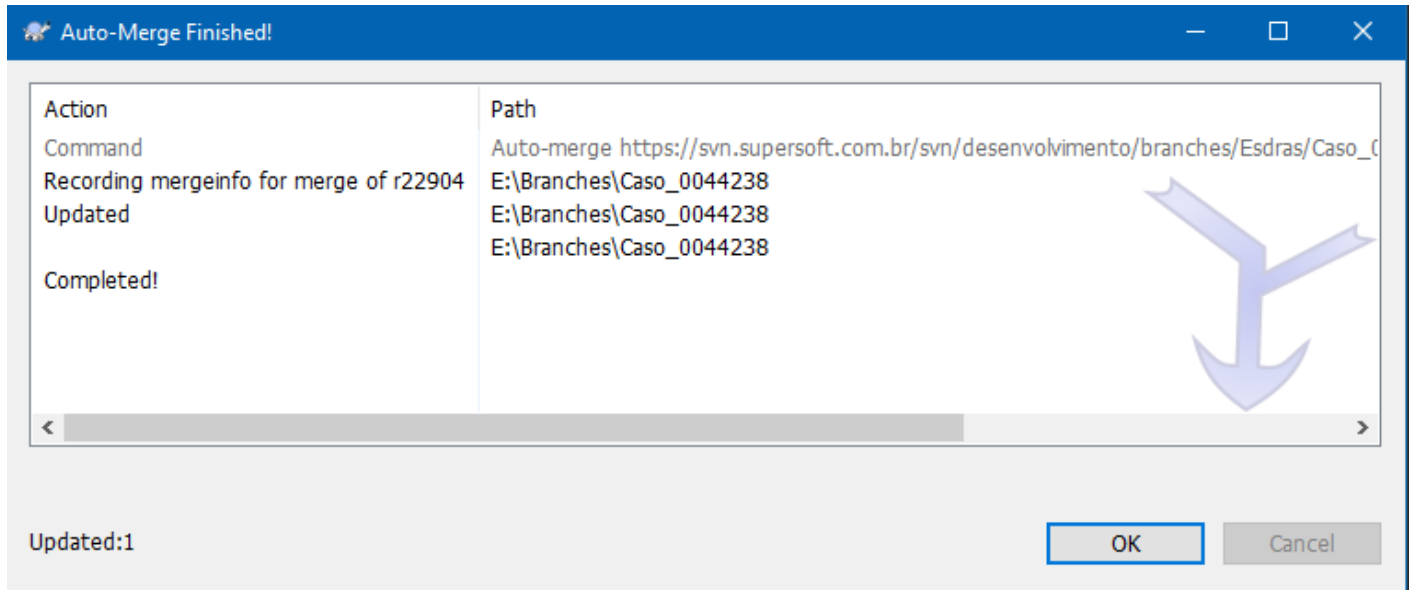 Auto-Merge Finished!
Action Path
Command Auto-merge https://svn.supersoft.com.br/svn/desenvolvimento/branches/Esdras/Caso_
Recording mergeinfo for merge of r22904 E:\Branches\Caso_0044238
Updated E:\Branches\Caso_0044238
E:\Branches\Caso_0044238
Completed!
Updated:1
OK Cancel